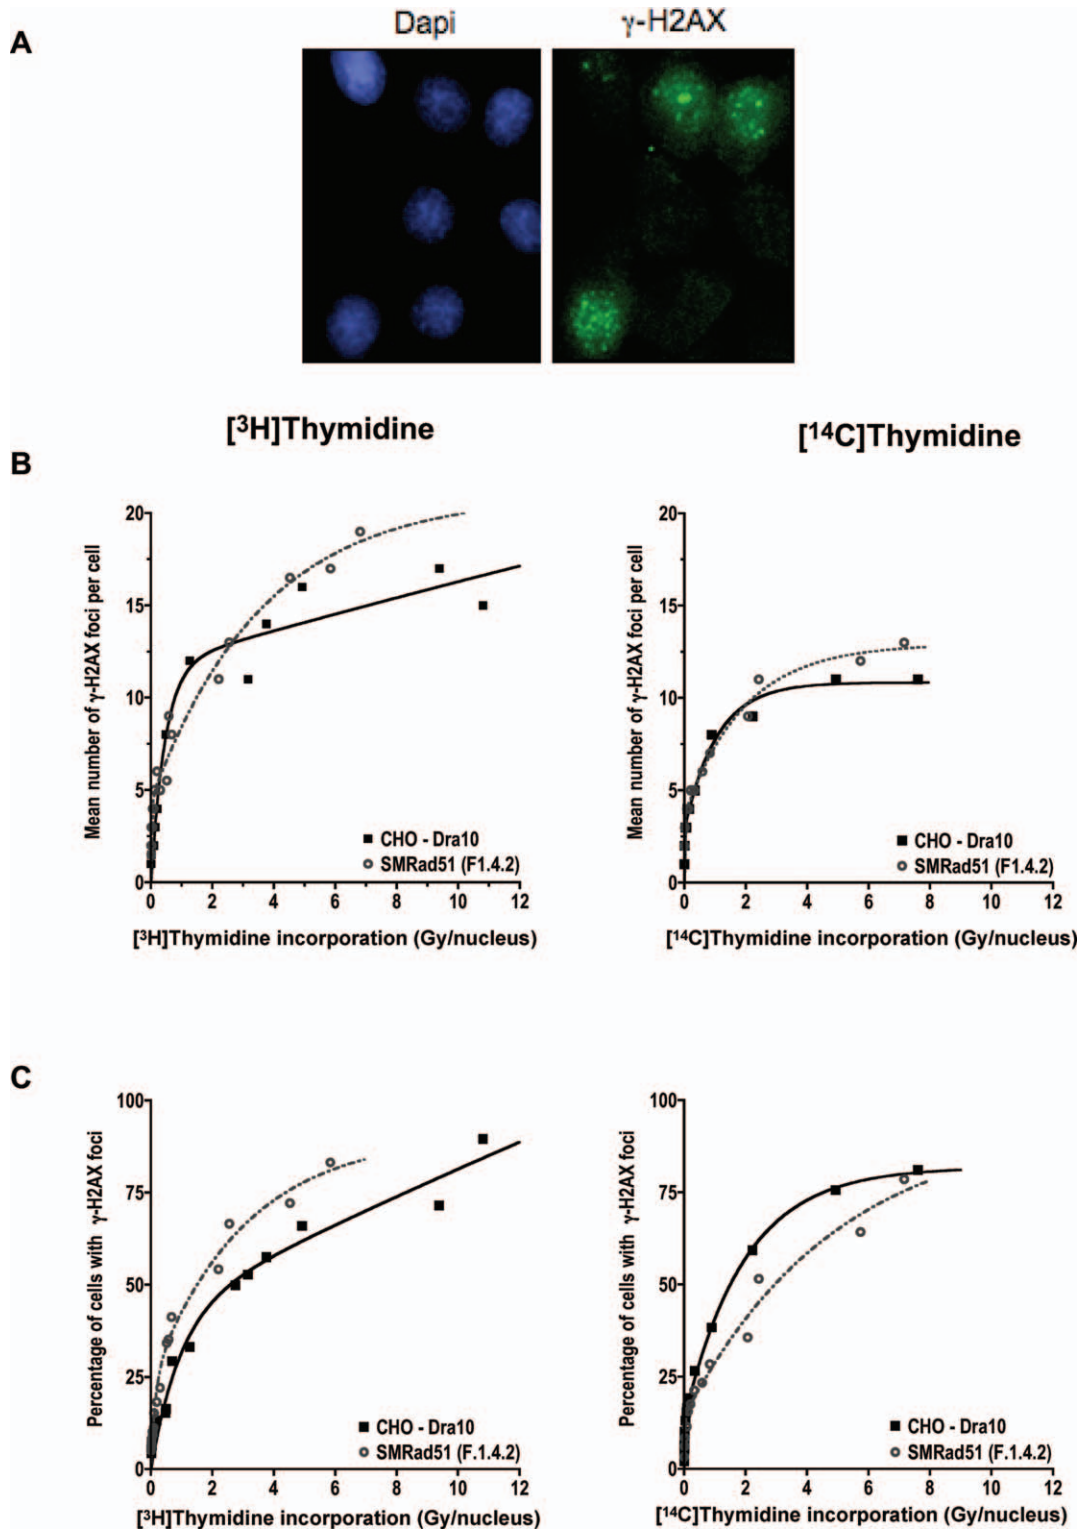 A
Dapi
γ-H2AX
[³H]Thymidine
[¹⁴C]Thymidine
B
Mean number of γ-H2AX foci per cell
20
15
10
5
0
CHO - Dra10
SMRad51 (F1.4.2)
0 2 4 6 8 10 12
[³H]Thymidine incorporation (Gy/nucleus)
Mean number of γ-H2AX foci per cell
20
15
10
5
0
CHO - Dra10
SMRad51 (F1.4.2)
0 2 4 6 8 10 12
[¹⁴C]Thymidine incorporation (Gy/nucleus)
C
Percentage of cells with γ-H2AX foci
100
75
50
25
0
CHO - Dra10
SMRad51 (F.1.4.2)
0 2 4 6 8 10 12
[³H]Thymidine incorporation (Gy/nucleus)
Percentage of cells with γ-H2AX foci
100
75
50
25
0
CHO - Dra10
SMRad51 (F.1.4.2)
0 2 4 6 8 10 12
[¹⁴C]Thymidine incorporation (Gy/nucleus)